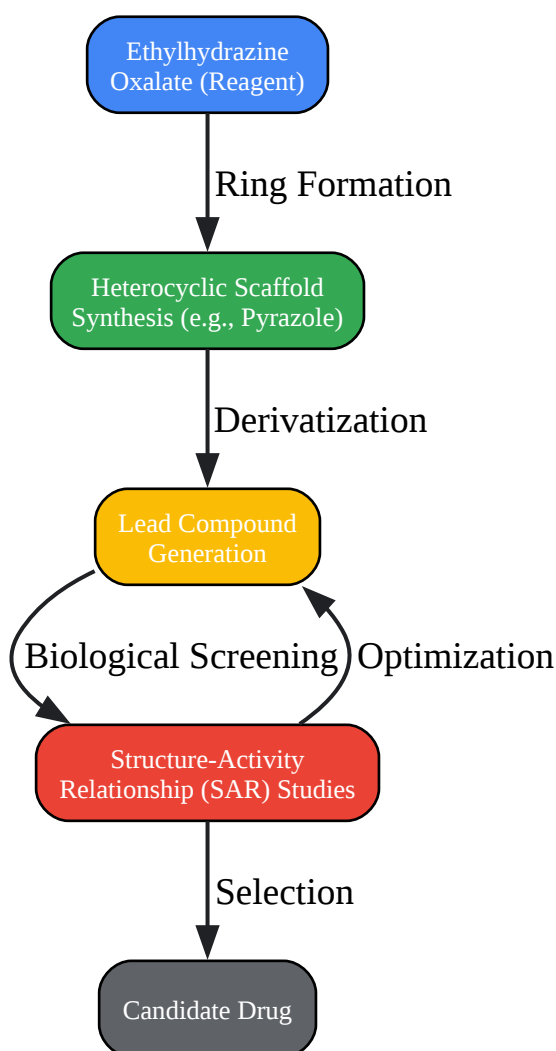 Ethylhydrazine
Oxalate (Reagent)
Ring Formation
Heterocyclic Scaffold
Synthesis (e.g., Pyrazole)
Derivatization
Lead Compound
Generation
Biological Screening
Optimization
Structure-Activity
Relationship (SAR) Studies
Selection
Candidate Drug